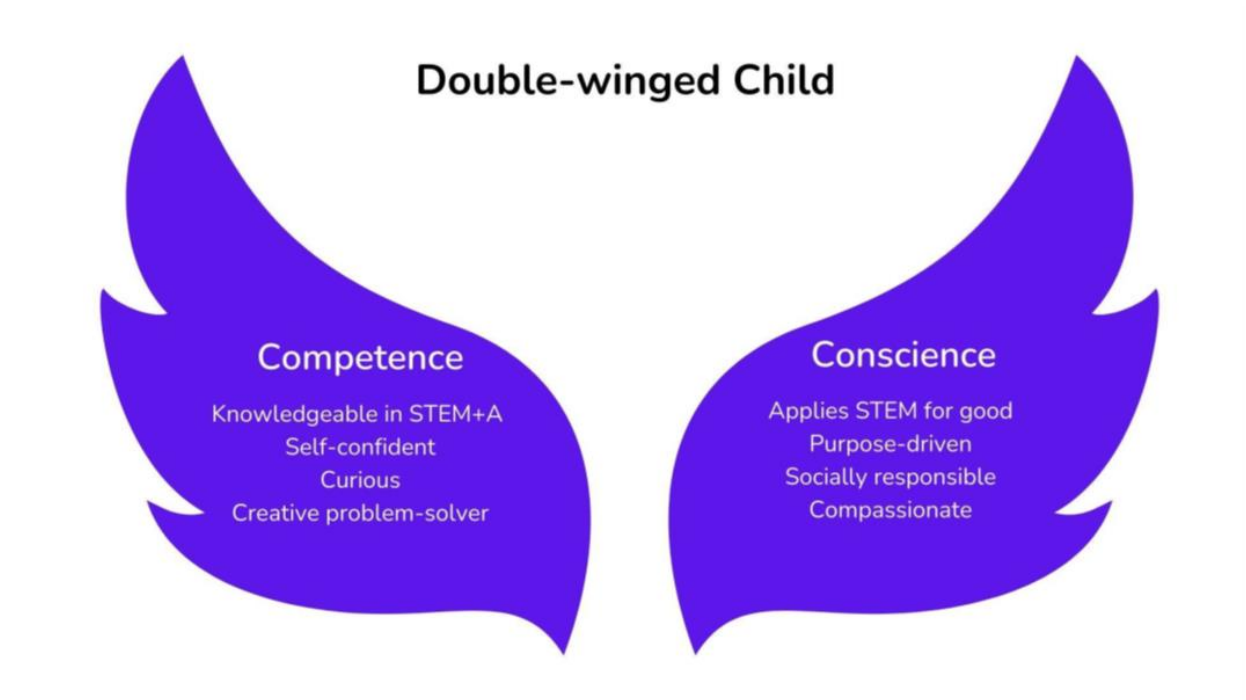 Double-winged Child
Competence
Knowledgeable in STEM+A
Self-confident
Curious
Creative problem-solver
Conscience
Applies STEM for good
Purpose-driven
Socially responsible
Compassionate